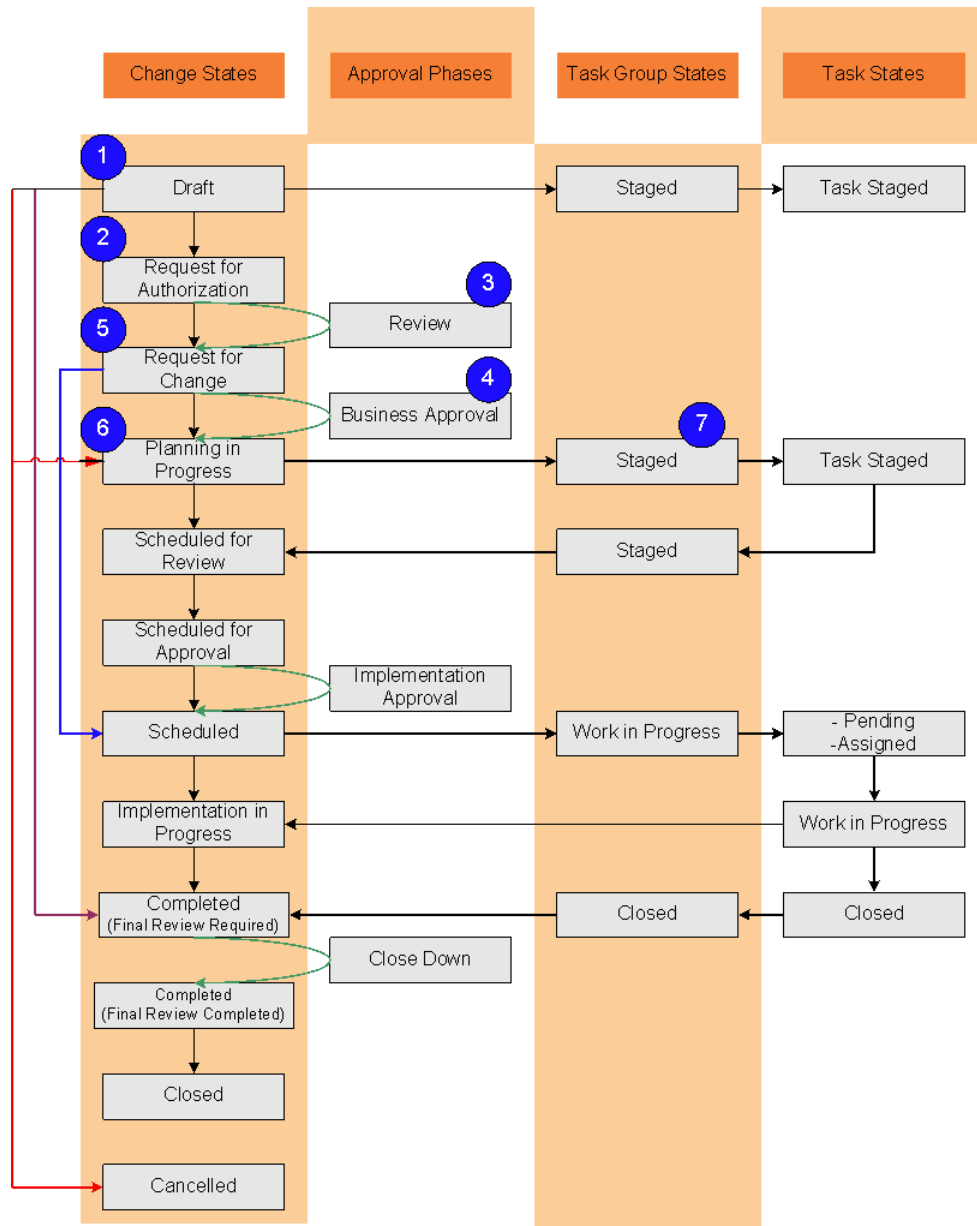 Change States
Approval Phases
Task Group States
Task States
1
Draft
Staged
Task Staged
2
Request for
Authorization
3
Review
5
Request for
Change
4
Business Approval
6
Planning in
Progress
7
Staged
Task Staged
Scheduled for
Review
Staged
Scheduled for
Approval
Implementation
Approval
Scheduled
Work in Progress
- Pending
-Assigned
Implementation in
Progress
Work in Progress
Completed
(Final Review Required)
Closed
Closed
Close Down
Completed
(Final Review Completed)
Closed
Cancelled